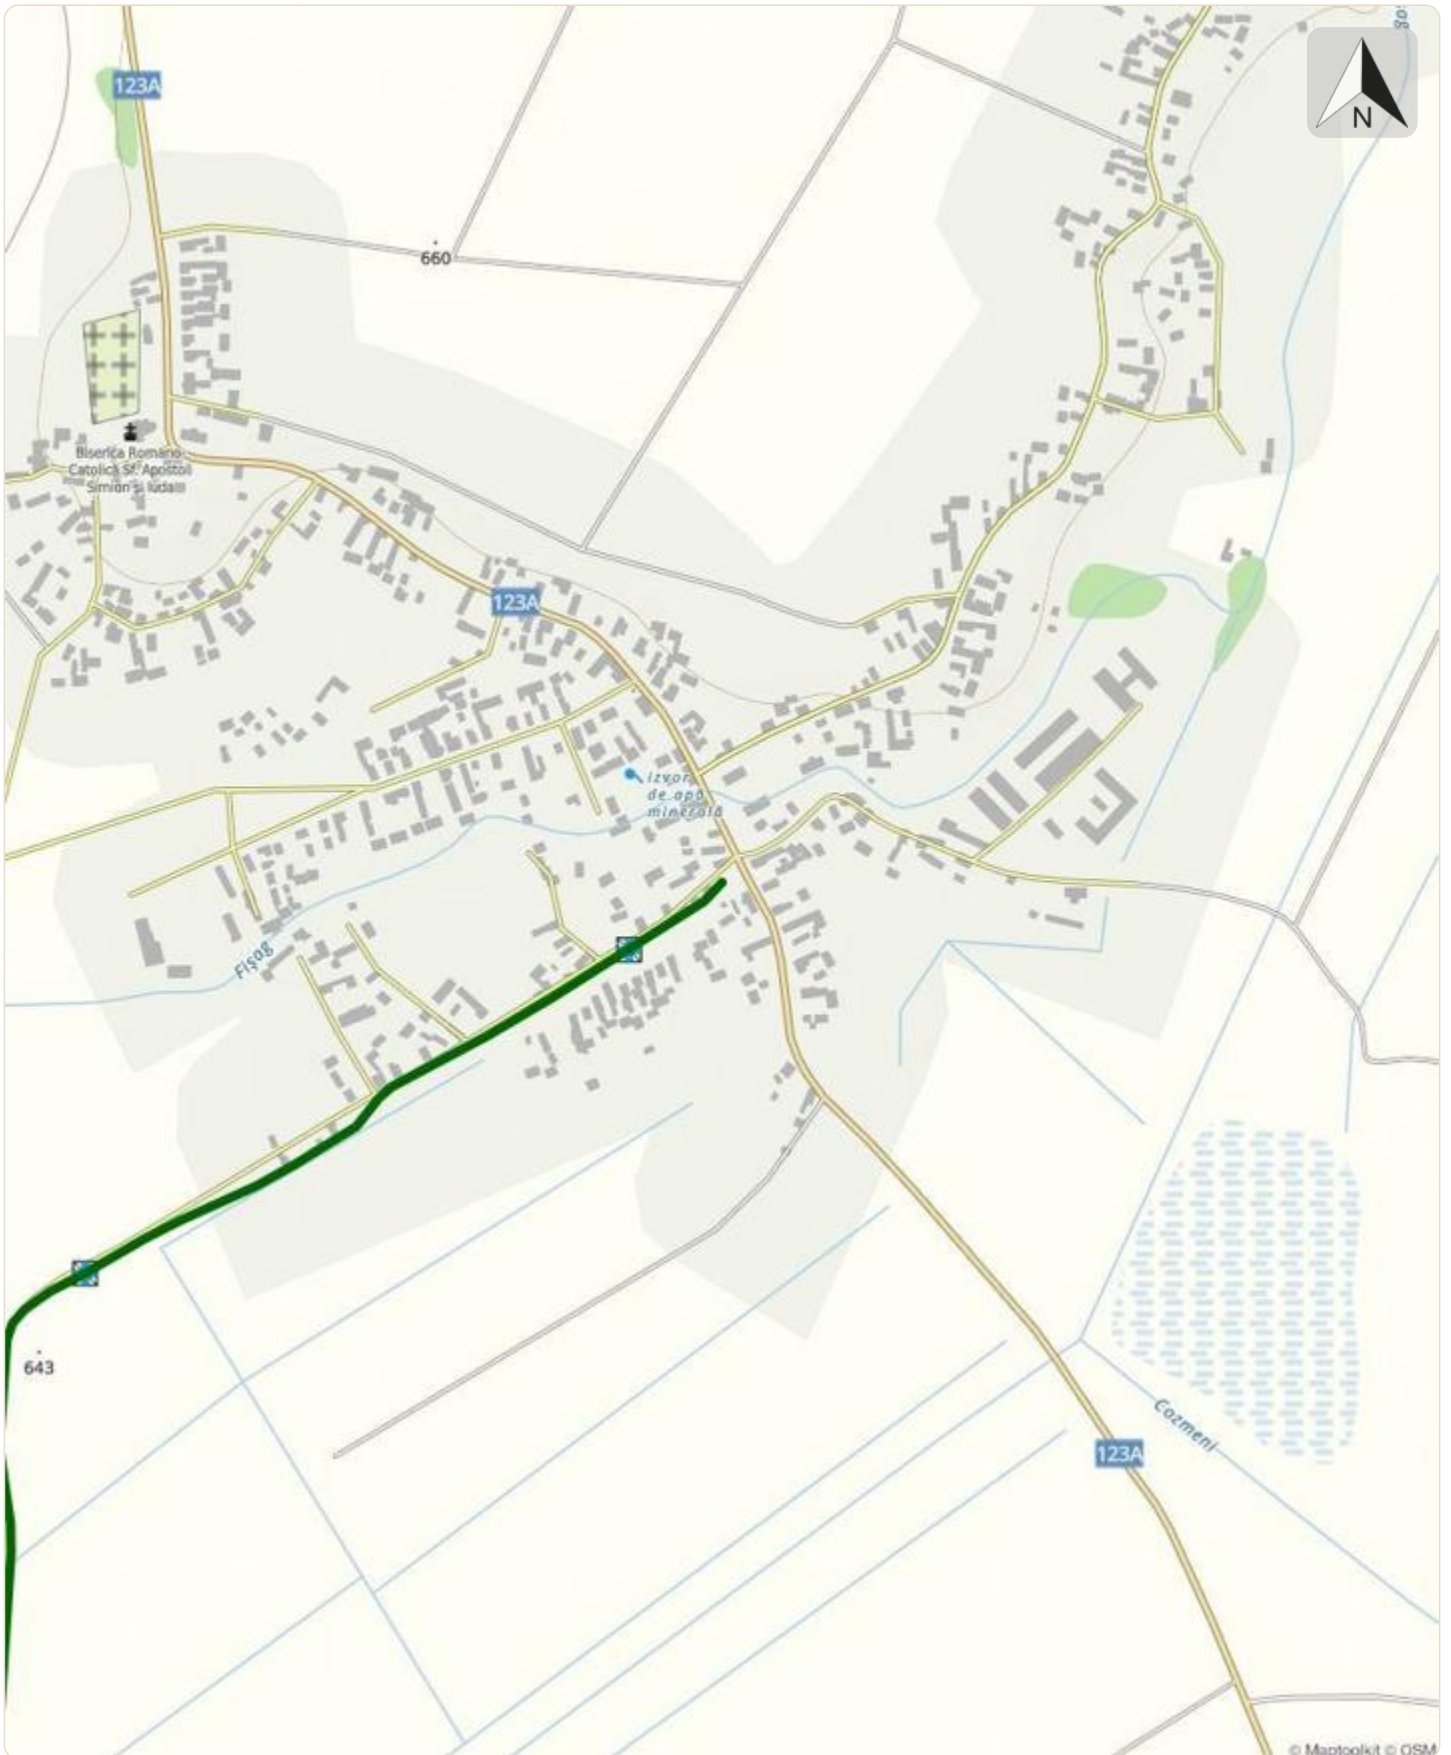 123A
N
660
Biserica Romano-
Catolică Sf. Apostoli
Simion și Iuda
123A
izvor
de apă
minerală
Fișag
643
Cozmeni
123A
© Maptoolkit © OSM